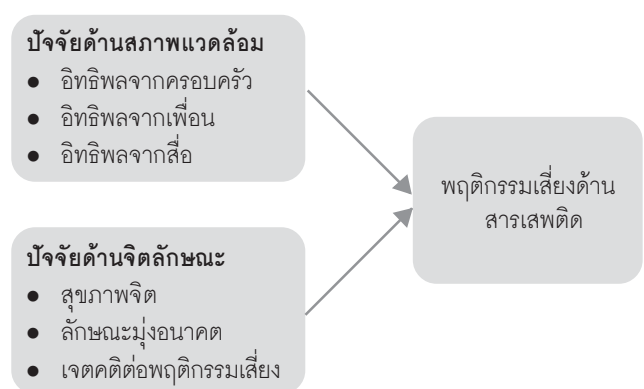 ปัจจัยด้านสภาพแวดล้อม
● อิทธิพลจากครอบครัว
● อิทธิพลจากเพื่อน
● อิทธิพลจากสื่อ
พฤติกรรมเสี่ยงด้าน
สารเสพติด
ปัจจัยด้านจิตลักษณะ
● สุขภาพจิต
● ลักษณะมุ่งอนาคต
● เจตคติต่อพฤติกรรมเสี่ยง